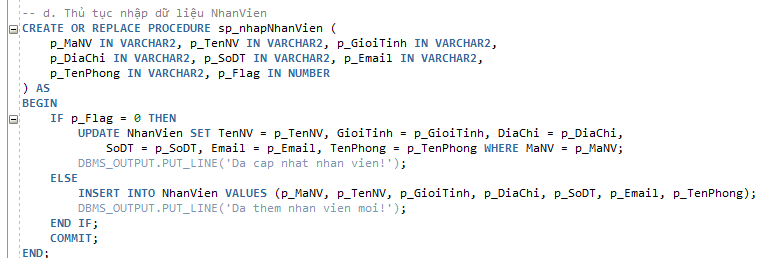 -- d. Thủ tục nhập dữ liệu NhanVien
CREATE OR REPLACE PROCEDURE sp_nhapNhanVien (
    p_MaNV IN VARCHAR2, p_TenNV IN VARCHAR2, p_GioiTinh IN VARCHAR2,
    p_DiaChi IN VARCHAR2, p_SoDT IN VARCHAR2, p_Email IN VARCHAR2,
    p_TenPhong IN VARCHAR2, p_Flag IN NUMBER
) AS
BEGIN
    IF p_Flag = 0 THEN
        UPDATE NhanVien SET TenNV = p_TenNV, GioiTinh = p_GioiTinh, DiaChi = p_DiaChi,
            SoDT = p_SoDT, Email = p_Email, TenPhong = p_TenPhong WHERE MaNV = p_MaNV;
        DBMS_OUTPUT.PUT_LINE('Da cap nhat nhan vien!');
    ELSE
        INSERT INTO NhanVien VALUES (p_MaNV, p_TenNV, p_GioiTinh, p_DiaChi, p_SoDT, p_Email, p_TenPhong);
        DBMS_OUTPUT.PUT_LINE('Da them nhan vien moi!');
    END IF;
    COMMIT;
END;